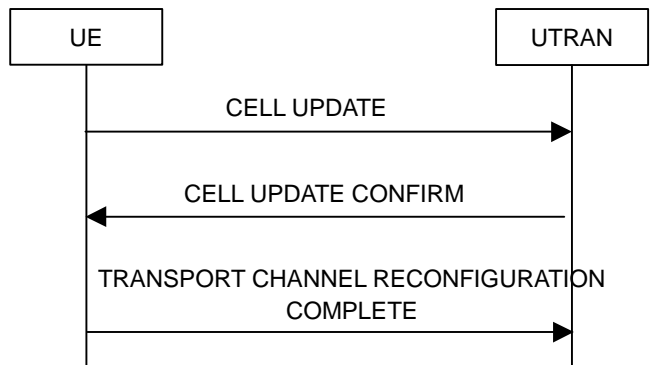 UE
UTRAN
CELL UPDATE
CELL UPDATE CONFIRM
TRANSPORT CHANNEL RECONFIGURATION
COMPLETE